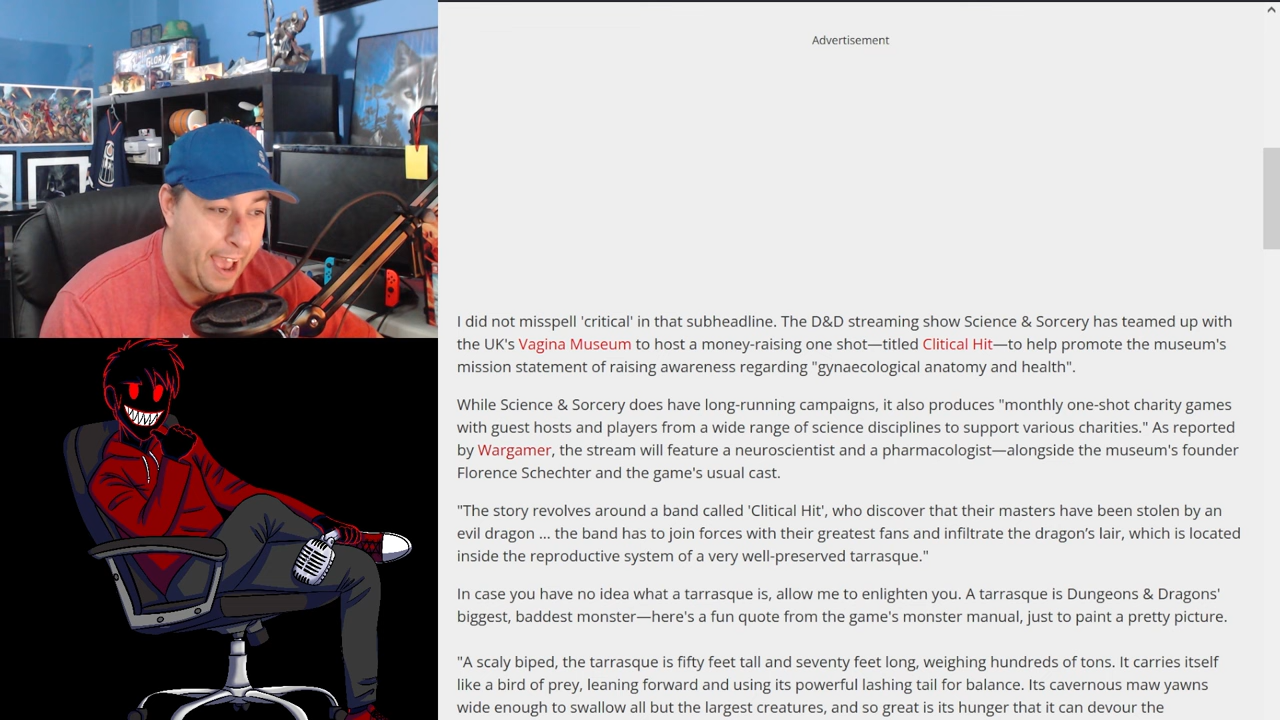 Advertisement
I did not misspell 'critical' in that subheadline. The D&D streaming show Science & Sorcery has teamed up with
the UK's Vagina Museum to host a money-raising one shot—titled Clitical Hit—to help promote the museum's
mission statement of raising awareness regarding "gynaecological anatomy and health".
While Science & Sorcery does have long-running campaigns, it also produces "monthly one-shot charity games
with guest hosts and players from a wide range of science disciplines to support various charities." As reported
by Wargamer, the stream will feature a neuroscientist and a pharmacologist—alongside the museum's founder
Florence Schechter and the game's usual cast.
"The story revolves around a band called 'Clitical Hit', who discover that their masters have been stolen by an
evil dragon ... the band has to join forces with their greatest fans and infiltrate the dragon’s lair, which is located
inside the reproductive system of a very well-preserved tarrasque."
In case you have no idea what a tarrasque is, allow me to enlighten you. A tarrasque is Dungeons & Dragons'
biggest, baddest monster—here's a fun quote from the game's monster manual, just to paint a pretty picture.
"A scaly biped, the tarrasque is fifty feet tall and seventy feet long, weighing hundreds of tons. It carries itself
like a bird of prey, leaning forward and using its powerful lashing tail for balance. Its cavernous maw yawns
wide enough to swallow all but the largest creatures, and so great is its hunger that it can devour the